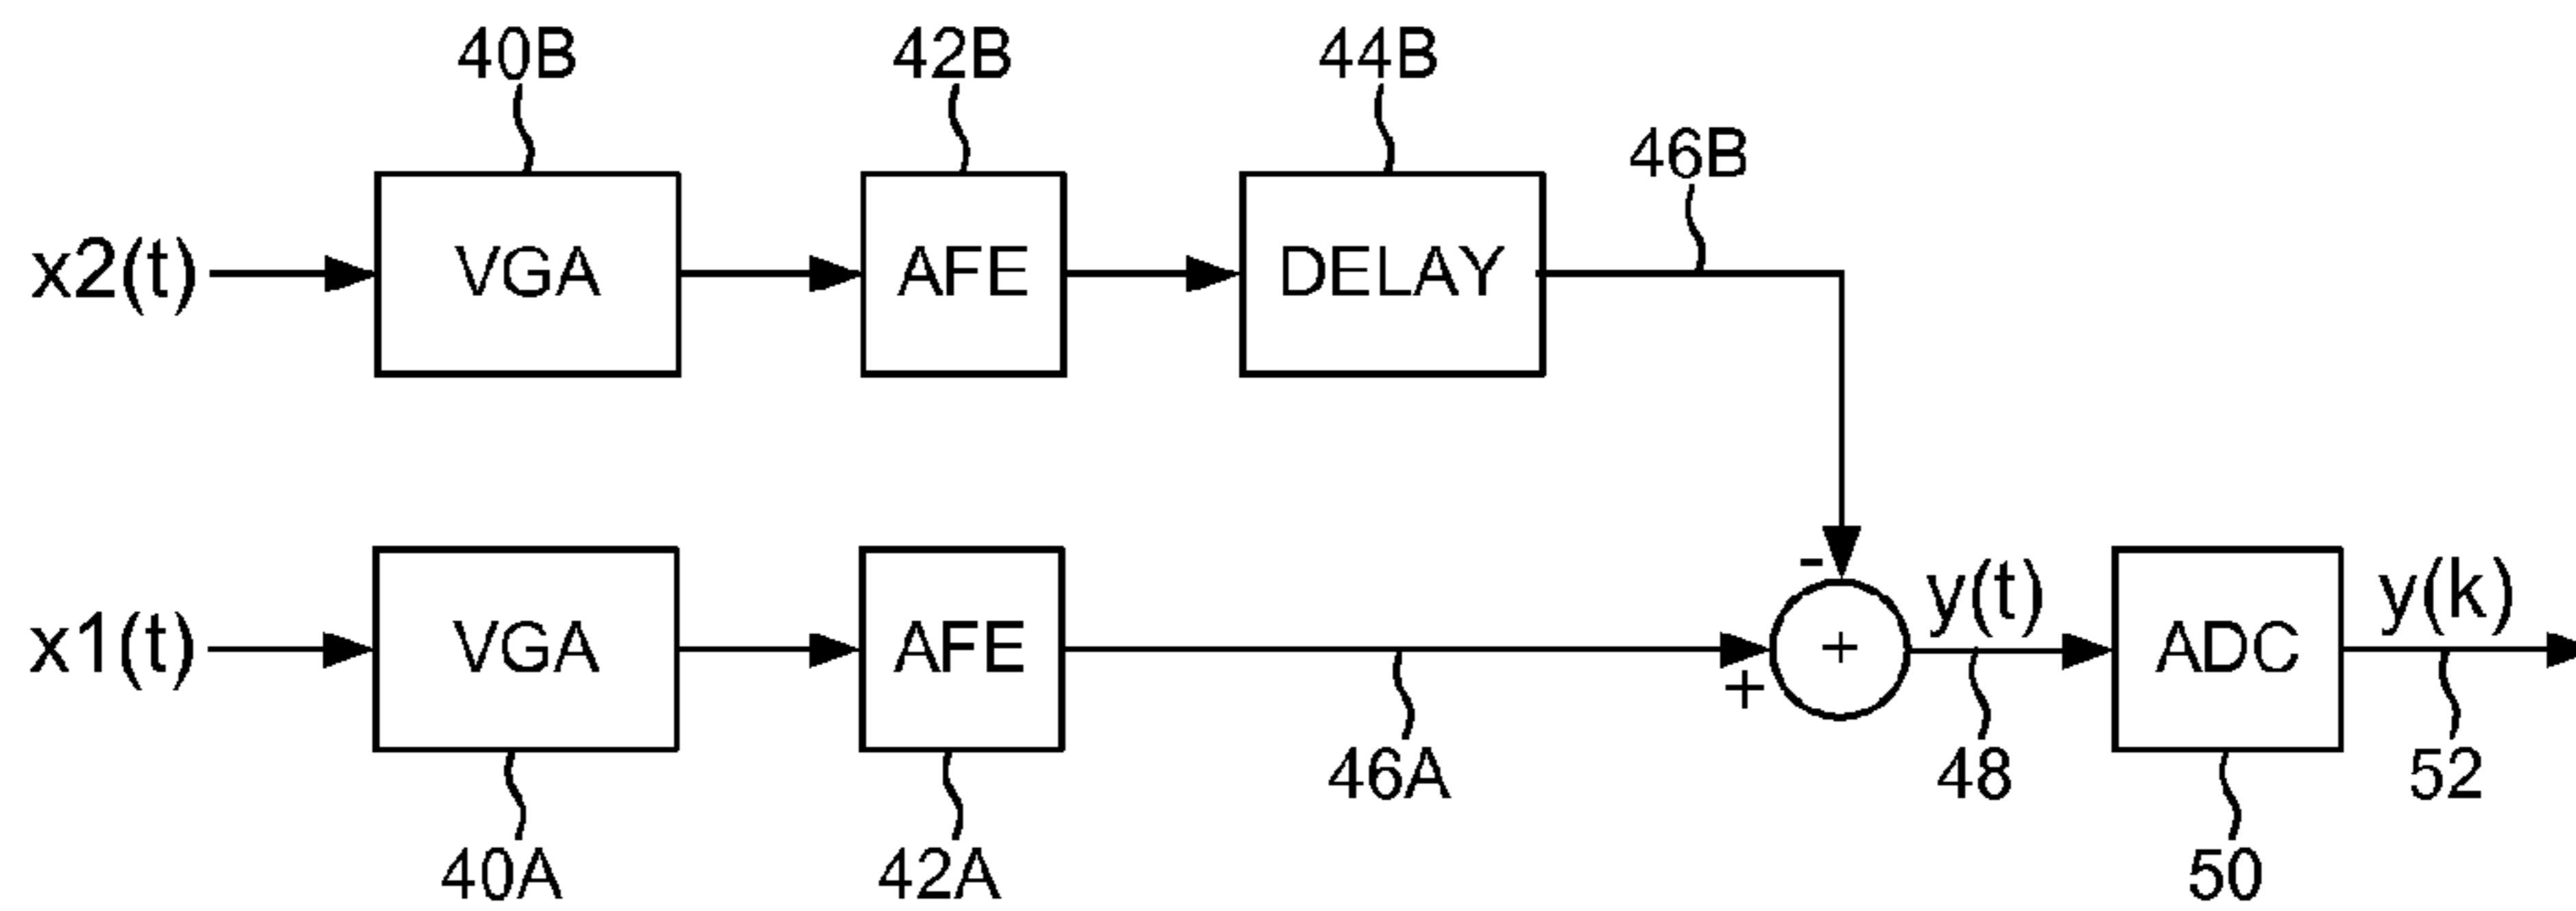 40B 42B 44B
46B
x2(t) VGA AFE DELAY
-
x1(t) VGA AFE + y(t) ADC y(k)
+
46A 48 52
40A 42A 50